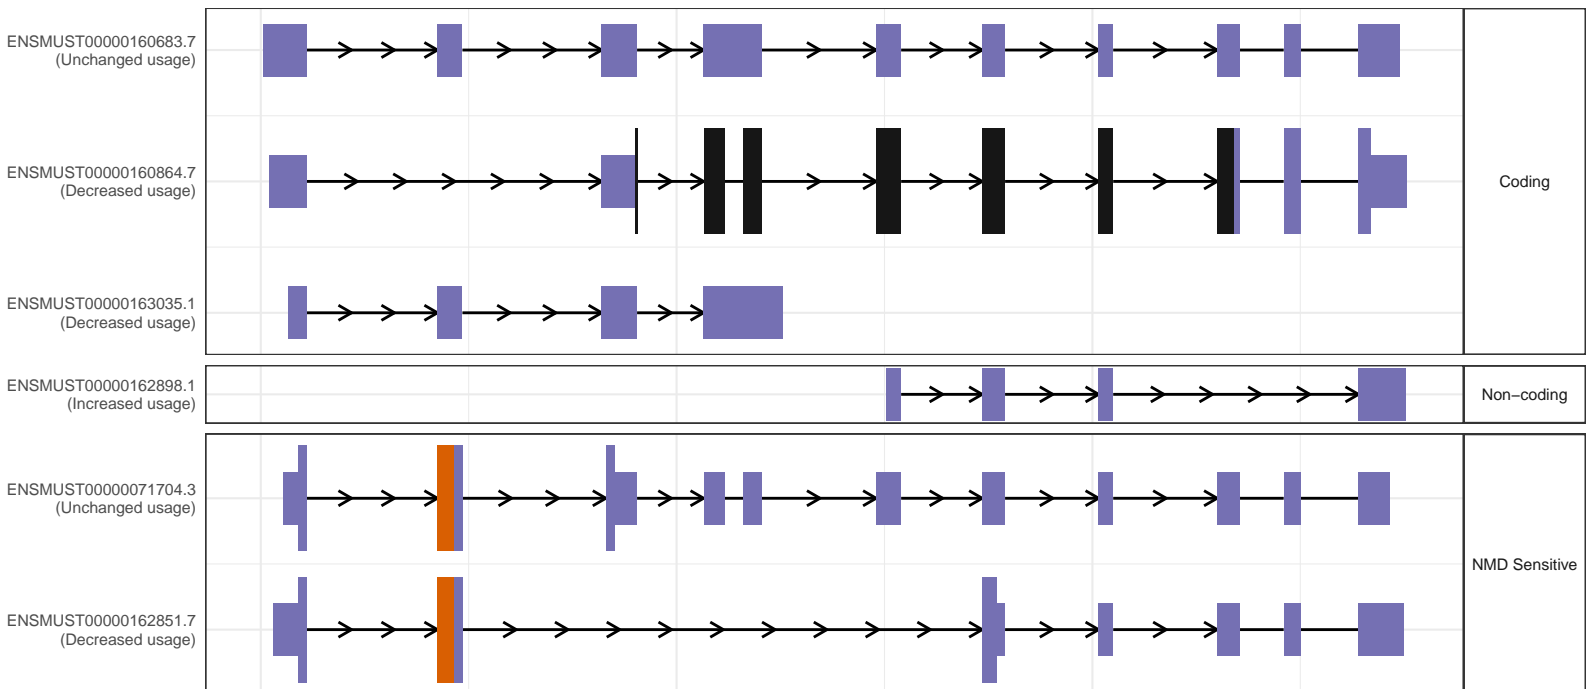 ENSMUST00000160683.7
(Unchanged usage)
ENSMUST00000160864.7
(Decreased usage)
Coding
ENSMUST00000163035.1
(Decreased usage)
ENSMUST00000162898.1
(Increased usage)
Non−coding
ENSMUST00000071704.3
(Unchanged usage)
NMD Sensitive
ENSMUST00000162851.7
(Decreased usage)